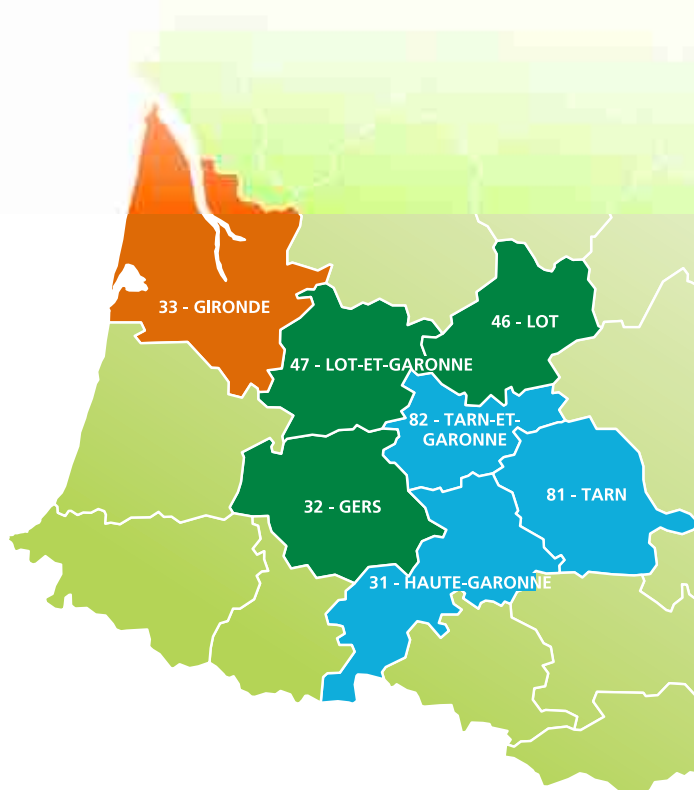 33 - GIRONDE
46 - LOT
47 - LOT-ET-GARONNE
82 - TARN-ET-
GARONNE
81 - TARN
32 - GERS
31 - HAUTE-GARONNE